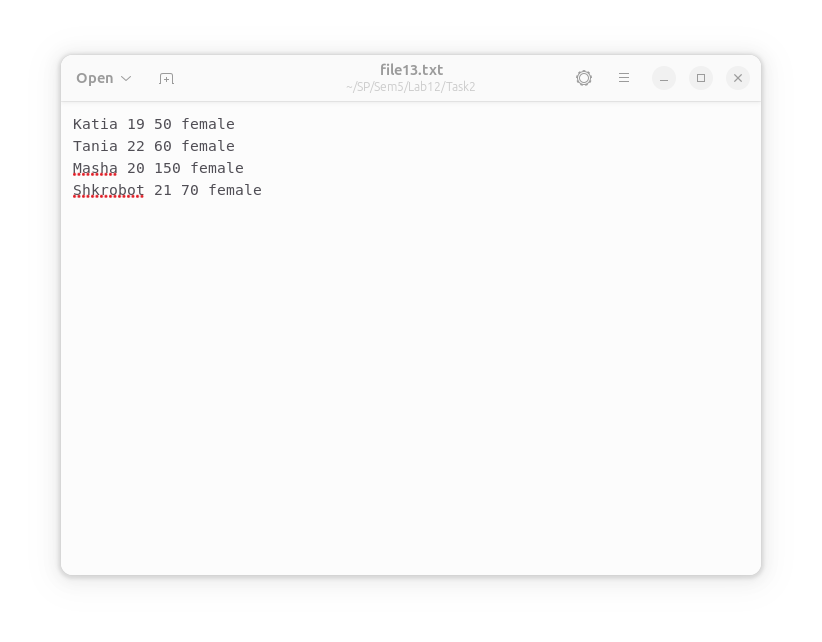 Open
file13.txt
~/SP/Sem5/Lab12/Task2
Katia 19 50 female
Tania 22 60 female
Masha 20 150 female
Shkrobot 21 70 female